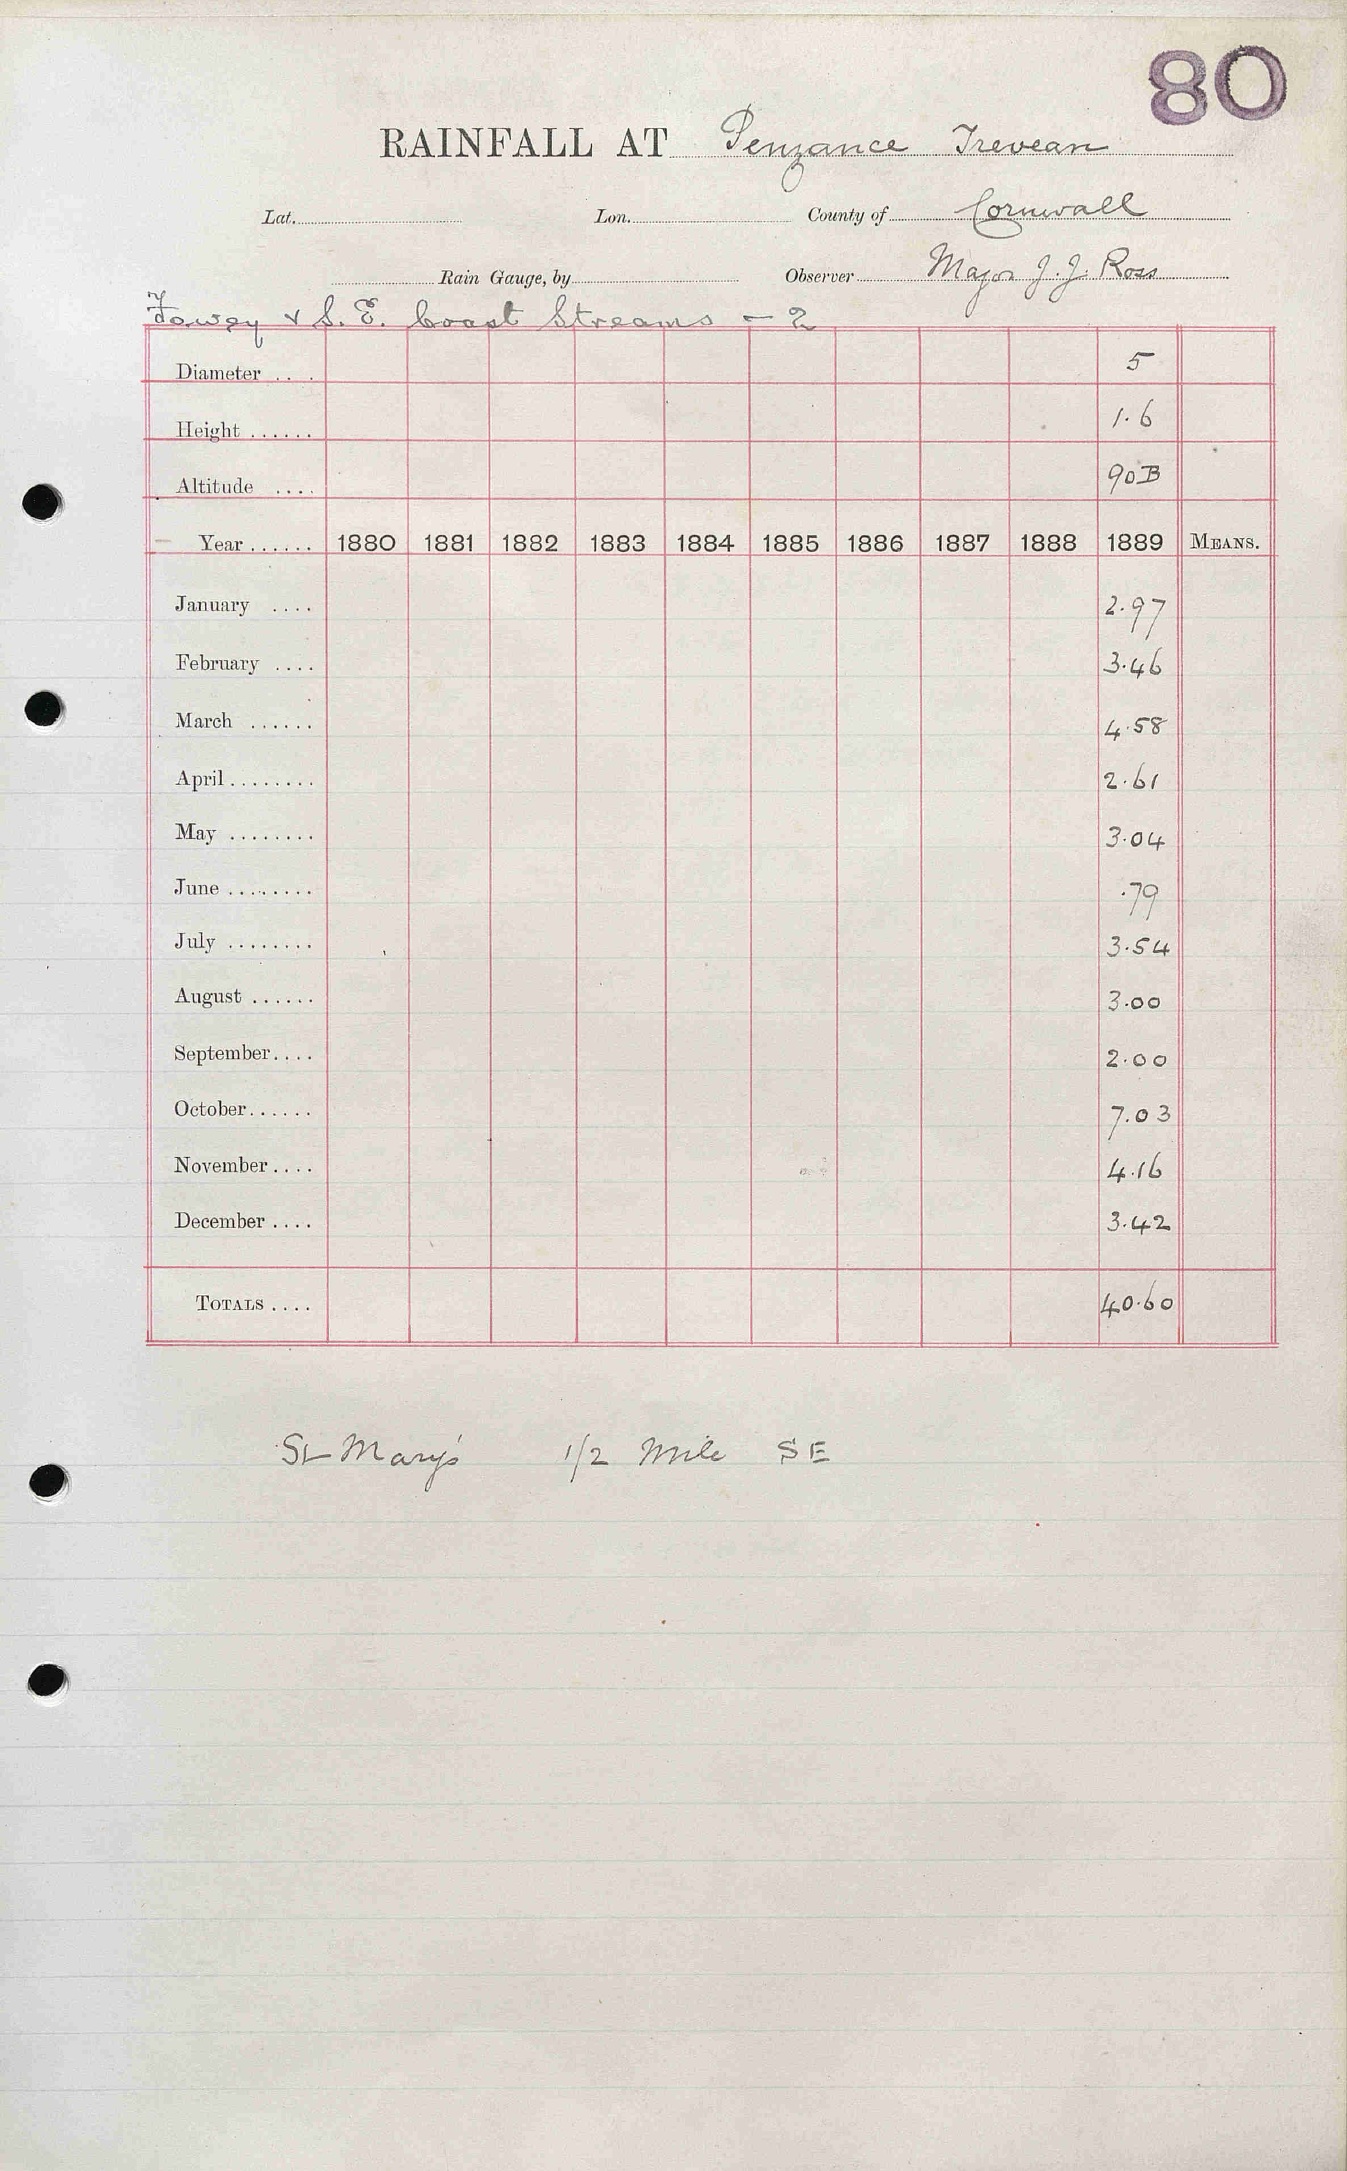 80
RAINFALL AT Penzance Trevean
Lat. Lon. County of Cornwall
Rain Gauge, by Observer Major J. J. Ross
Fowey & S. E. Coast Streams — 2
Diameter .... 5
Height ...... 1.6
Altitude .... 90B
Year ...... 1880 1881 1882 1883 1884 1885 1886 1887 1888 1889 MEANS.
January .... 2.97
February .... 3.46
March ...... 4.58
April ........ 2.61
May ........ 3.04
June ........ .79
July ........ 3.54
August ...... 3.00
September .... 2.00
October ...... 7.03
November .... 4.16
December .... 3.42
TOTALS .... 40.60
St Mary's 1/2 Mile SE